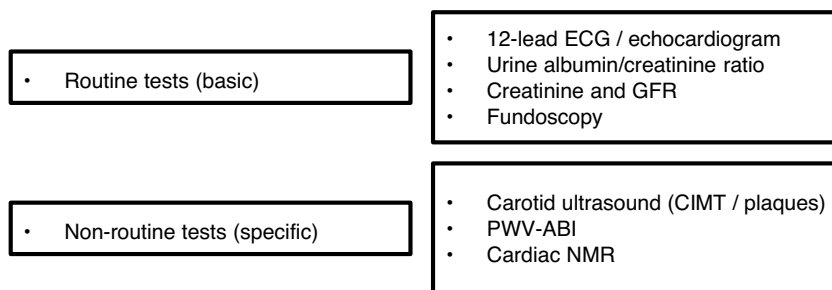 • Routine tests (basic)
• 12-lead ECG / echocardiogram
• Urine albumin/creatinine ratio
• Creatinine and GFR
• Fundoscopy
• Non-routine tests (specific)
• Carotid ultrasound (CIMT / plaques)
• PWV-ABI
• Cardiac NMR